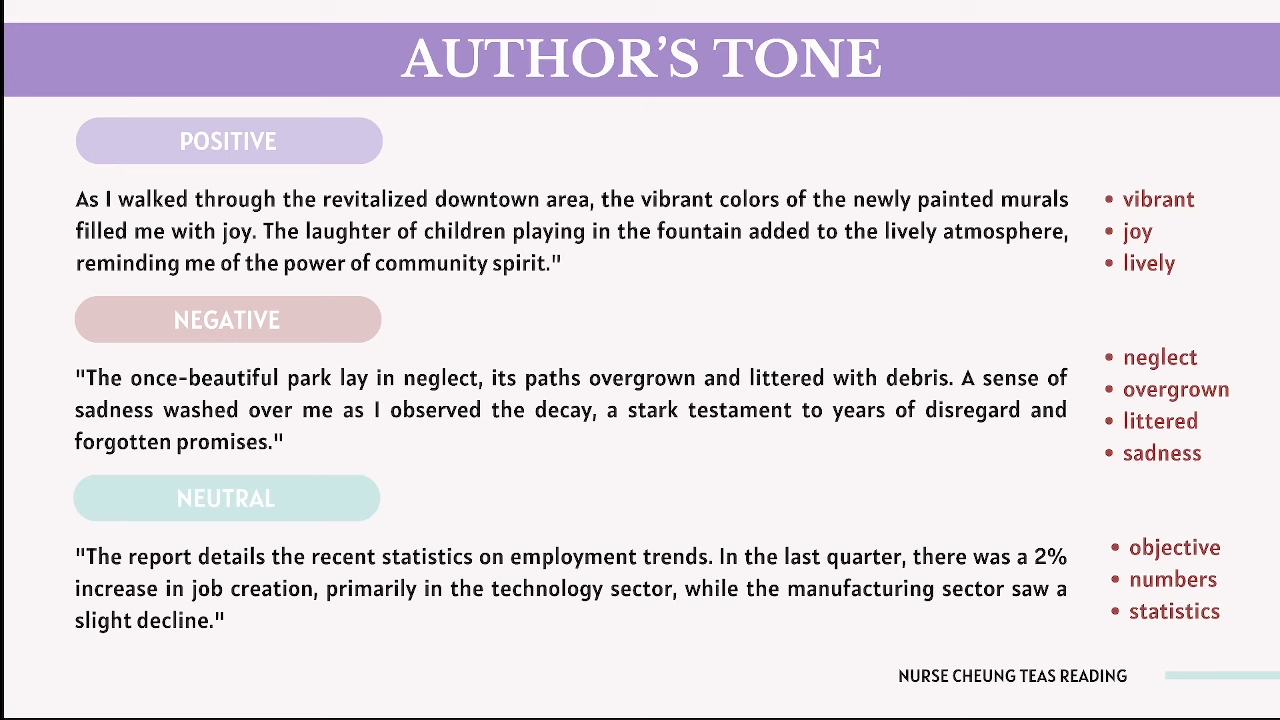 AUTHOR'S TONE
POSITIVE
As I walked through the revitalized downtown area, the vibrant colors of the newly painted murals
filled me with joy. The laughter of children playing in the fountain added to the lively atmosphere,
reminding me of the power of community spirit."
• vibrant
• joy
• lively
NEGATIVE
"The once-beautiful park lay in neglect, its paths overgrown and littered with debris. A sense of
sadness washed over me as I observed the decay, a stark testament to years of disregard and
forgotten promises."
• neglect
• overgrown
• littered
• sadness
NEUTRAL
"The report details the recent statistics on employment trends. In the last quarter, there was a 2%
increase in job creation, primarily in the technology sector, while the manufacturing sector saw a
slight decline."
• objective
• numbers
• statistics
NURSE CHEUNG TEAS READING